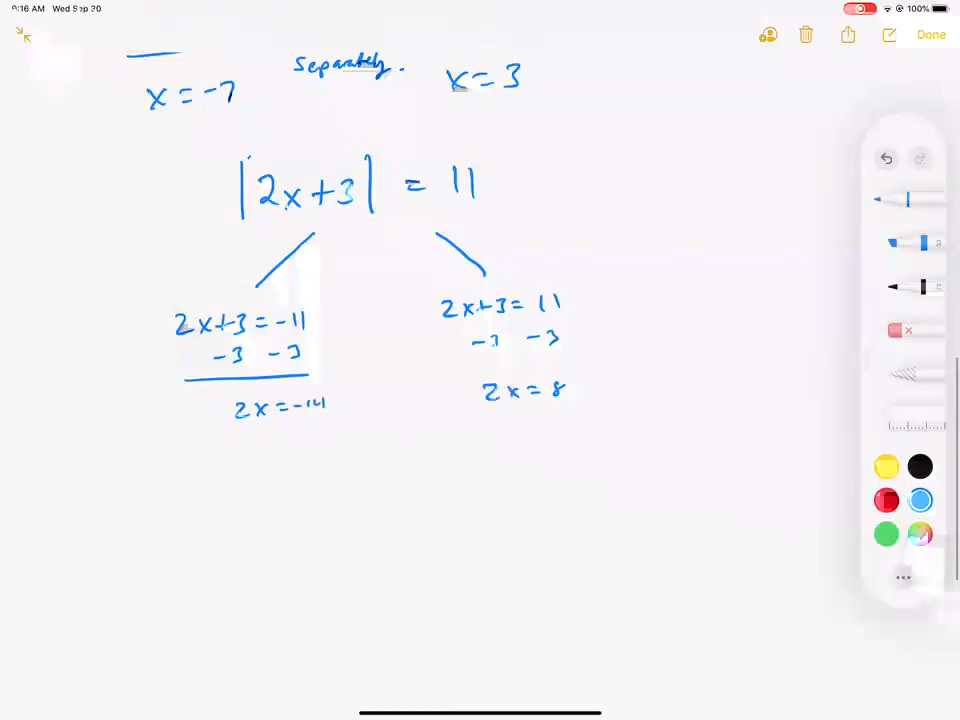 9:16 AM Wed Sep 30
100%
Done
separately.
x = -7
x = 3
|2x+3| = 11
2x+3 = -11
-3 -3
2x = -14
2x+3 = 11
-3 -3
2x = 8